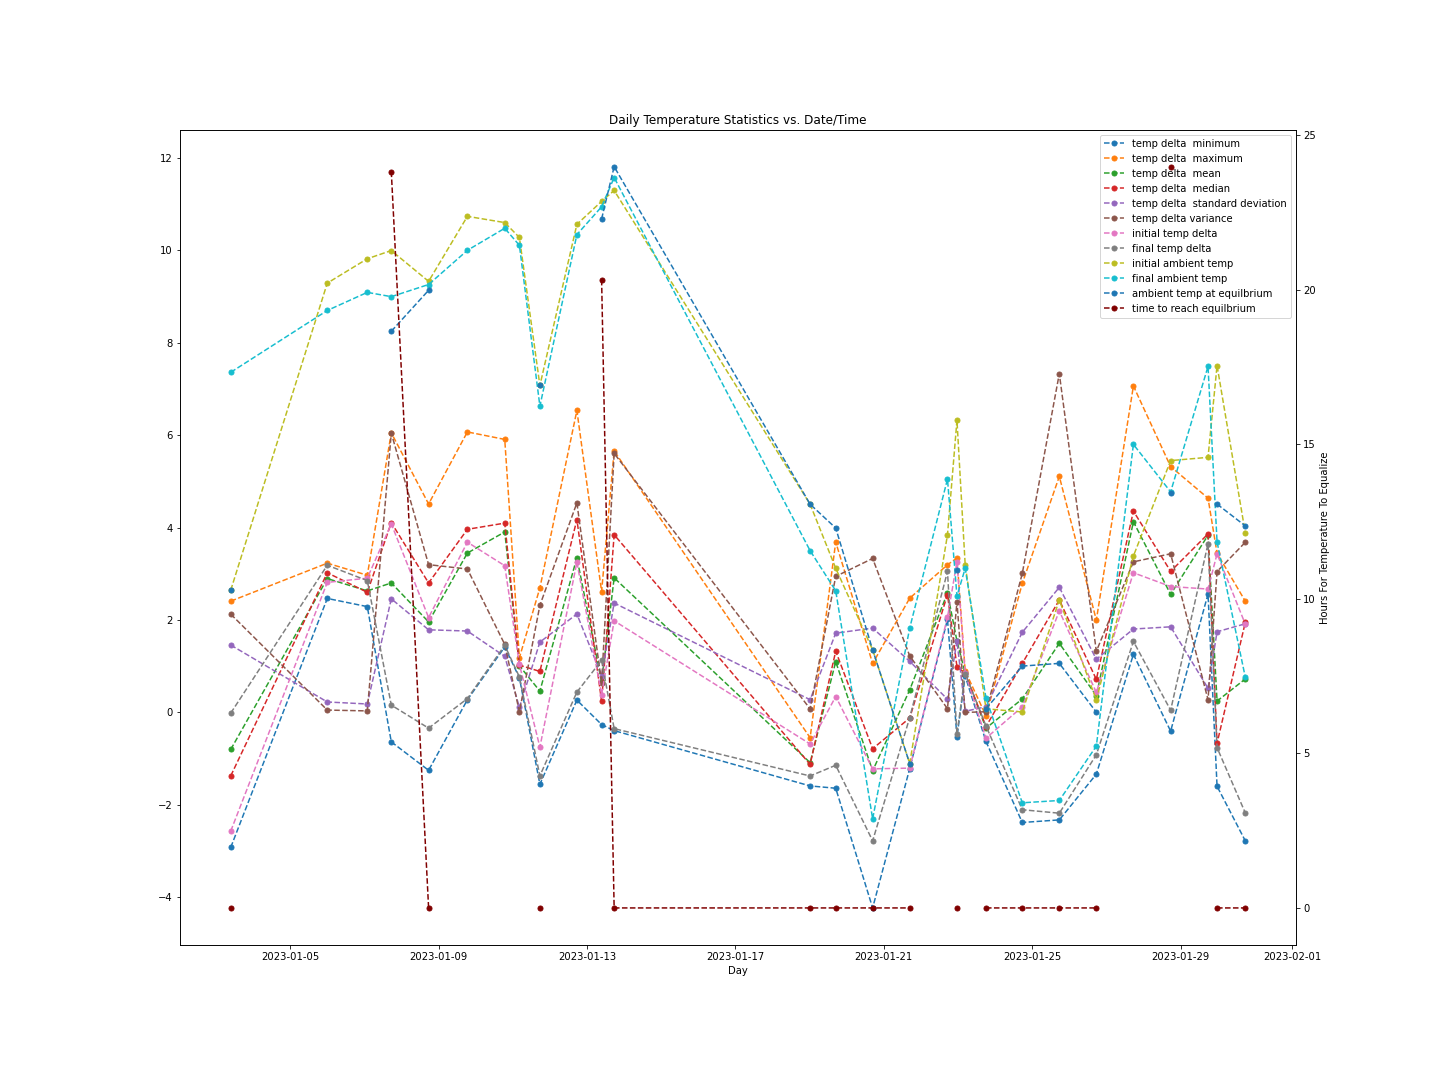 Daily Temperature Statistics vs. Date/Time
12
10
8
6
4
2
0
−2
−4
25
20
15
10
5
0
temp delta  minimum
temp delta  maximum
temp delta  mean
temp delta  median
temp delta  standard deviation
temp delta variance
initial temp delta
final temp delta
initial ambient temp
final ambient temp
ambient temp at equilbrium
time to reach equilbrium
Hours For Temperature To Equalize
2023-01-05 2023-01-09 2023-01-13 2023-01-17 2023-01-21 2023-01-25 2023-01-29 2023-02-01
Day